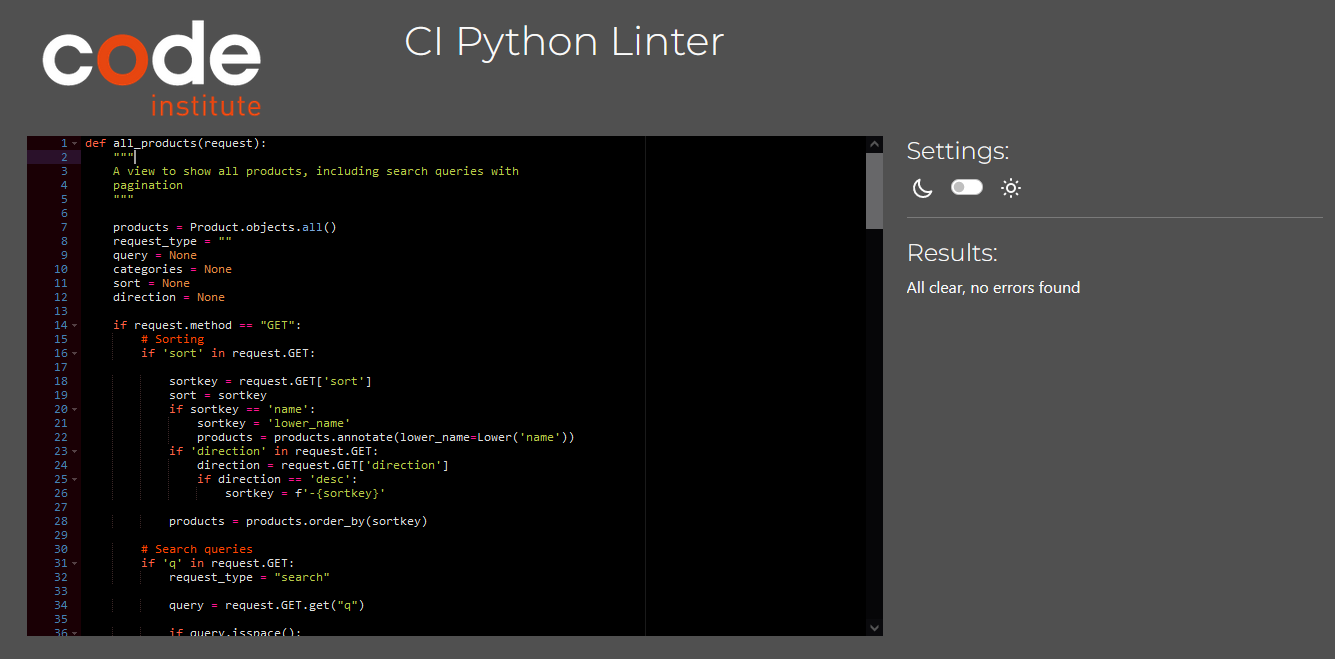 code
institute
CI Python Linter
1 def all_products(request):
2     """
3     A view to show all products, including search queries with
4     pagination
5     """
6
7     products = Product.objects.all()
8     request_type = ""
9     query = None
10     categories = None
11     sort = None
12     direction = None
13
14     if request.method == "GET":
15         # Sorting
16         if 'sort' in request.GET:
17
18             sortkey = request.GET['sort']
19             sort = sortkey
20             if sortkey == 'name':
21                 sortkey = 'lower_name'
22                 products = products.annotate(lower_name=Lower('name'))
23             if 'direction' in request.GET:
24                 direction = request.GET['direction']
25                 if direction == 'desc':
26                     sortkey = f'-{sortkey}'
27
28             products = products.order_by(sortkey)
29
30         # Search queries
31         if 'q' in request.GET:
32             request_type = "search"
33
34             query = request.GET.get("q")
35
36             if query.isspace():
Settings:
Results:
All clear, no errors found